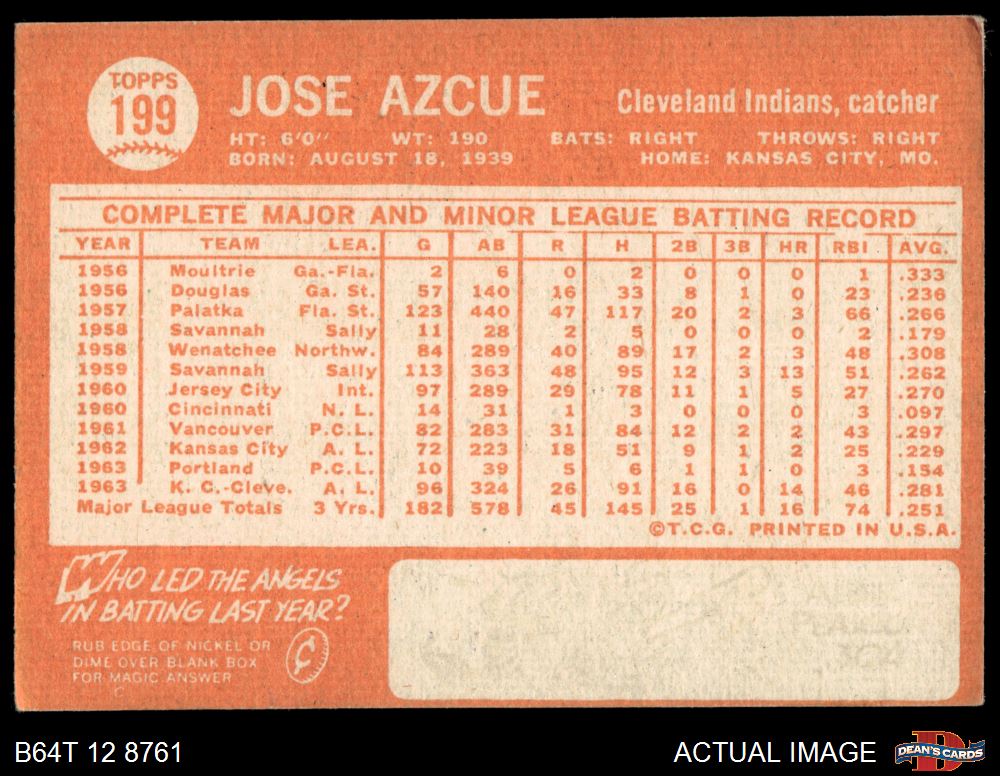 TOPPS
199
JOSE AZCUE
Cleveland Indians, catcher
HT: 6'0" WT: 190 BATS: RIGHT THROWS: RIGHT
BORN: AUGUST 18, 1939 HOME: KANSAS CITY, MO.
COMPLETE MAJOR AND MINOR LEAGUE BATTING RECORD
YEAR TEAM LEA. G AB R H 2B 3B HR RBI AVG.
1956 Moultrie Ga.-Fla. 2 6 0 2 0 0 0 1 .333
1956 Douglas Ga. St. 57 140 16 33 8 1 0 23 .236
1957 Palatka Fla. St. 123 440 47 117 20 2 3 66 .266
1958 Savannah Sally 11 28 2 5 0 0 0 2 .179
1958 Wenatchee Northw. 84 289 40 89 17 2 3 48 .308
1959 Savannah Sally 113 363 48 95 12 3 13 51 .262
1960 Jersey City Int. 97 289 29 78 11 1 5 27 .270
1960 Cincinnati N. L. 14 31 1 3 0 0 0 3 .097
1961 Vancouver P.C.L. 82 283 31 84 12 2 2 43 .297
1962 Kansas City A. L. 72 223 18 51 9 1 2 25 .229
1963 Portland P.C.L. 10 39 5 6 1 1 0 3 .154
1963 K. C.-Cleve. A. L. 96 324 26 91 16 0 14 46 .281
Major League Totals 3 Yrs. 182 578 45 145 25 1 16 74 .251
©T.C.G. PRINTED IN U.S.A.
WHO LED THE ANGELS
IN BATTING LAST YEAR?
RUB EDGE OF NICKEL OR
DIME OVER BLANK BOX
FOR MAGIC ANSWER
B64T 12 8761
ACTUAL IMAGE
DEAN'S CARDS